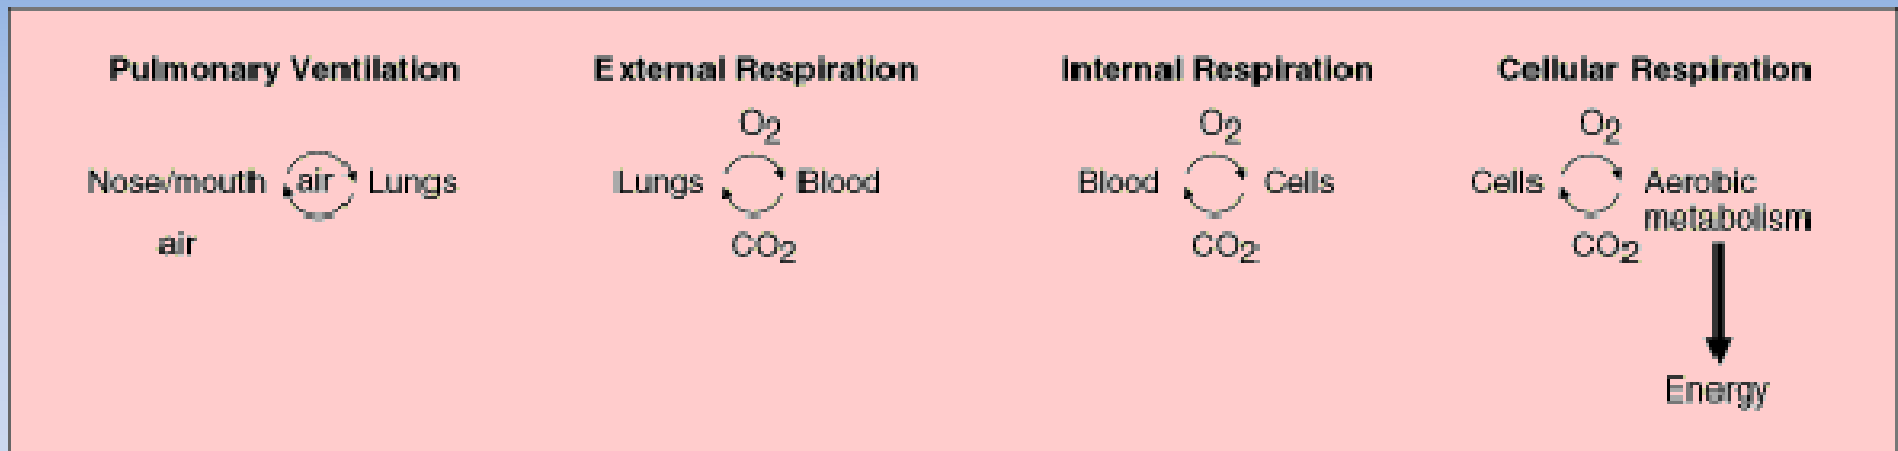 Pulmonary Ventilation
Nose/mouth air Lungs
air
External Respiration
O2
Lungs Blood
CO2
Internal Respiration
O2
Blood Cells
CO2
Cellular Respiration
O2
Cells Aerobic
metabolism
CO2
Energy